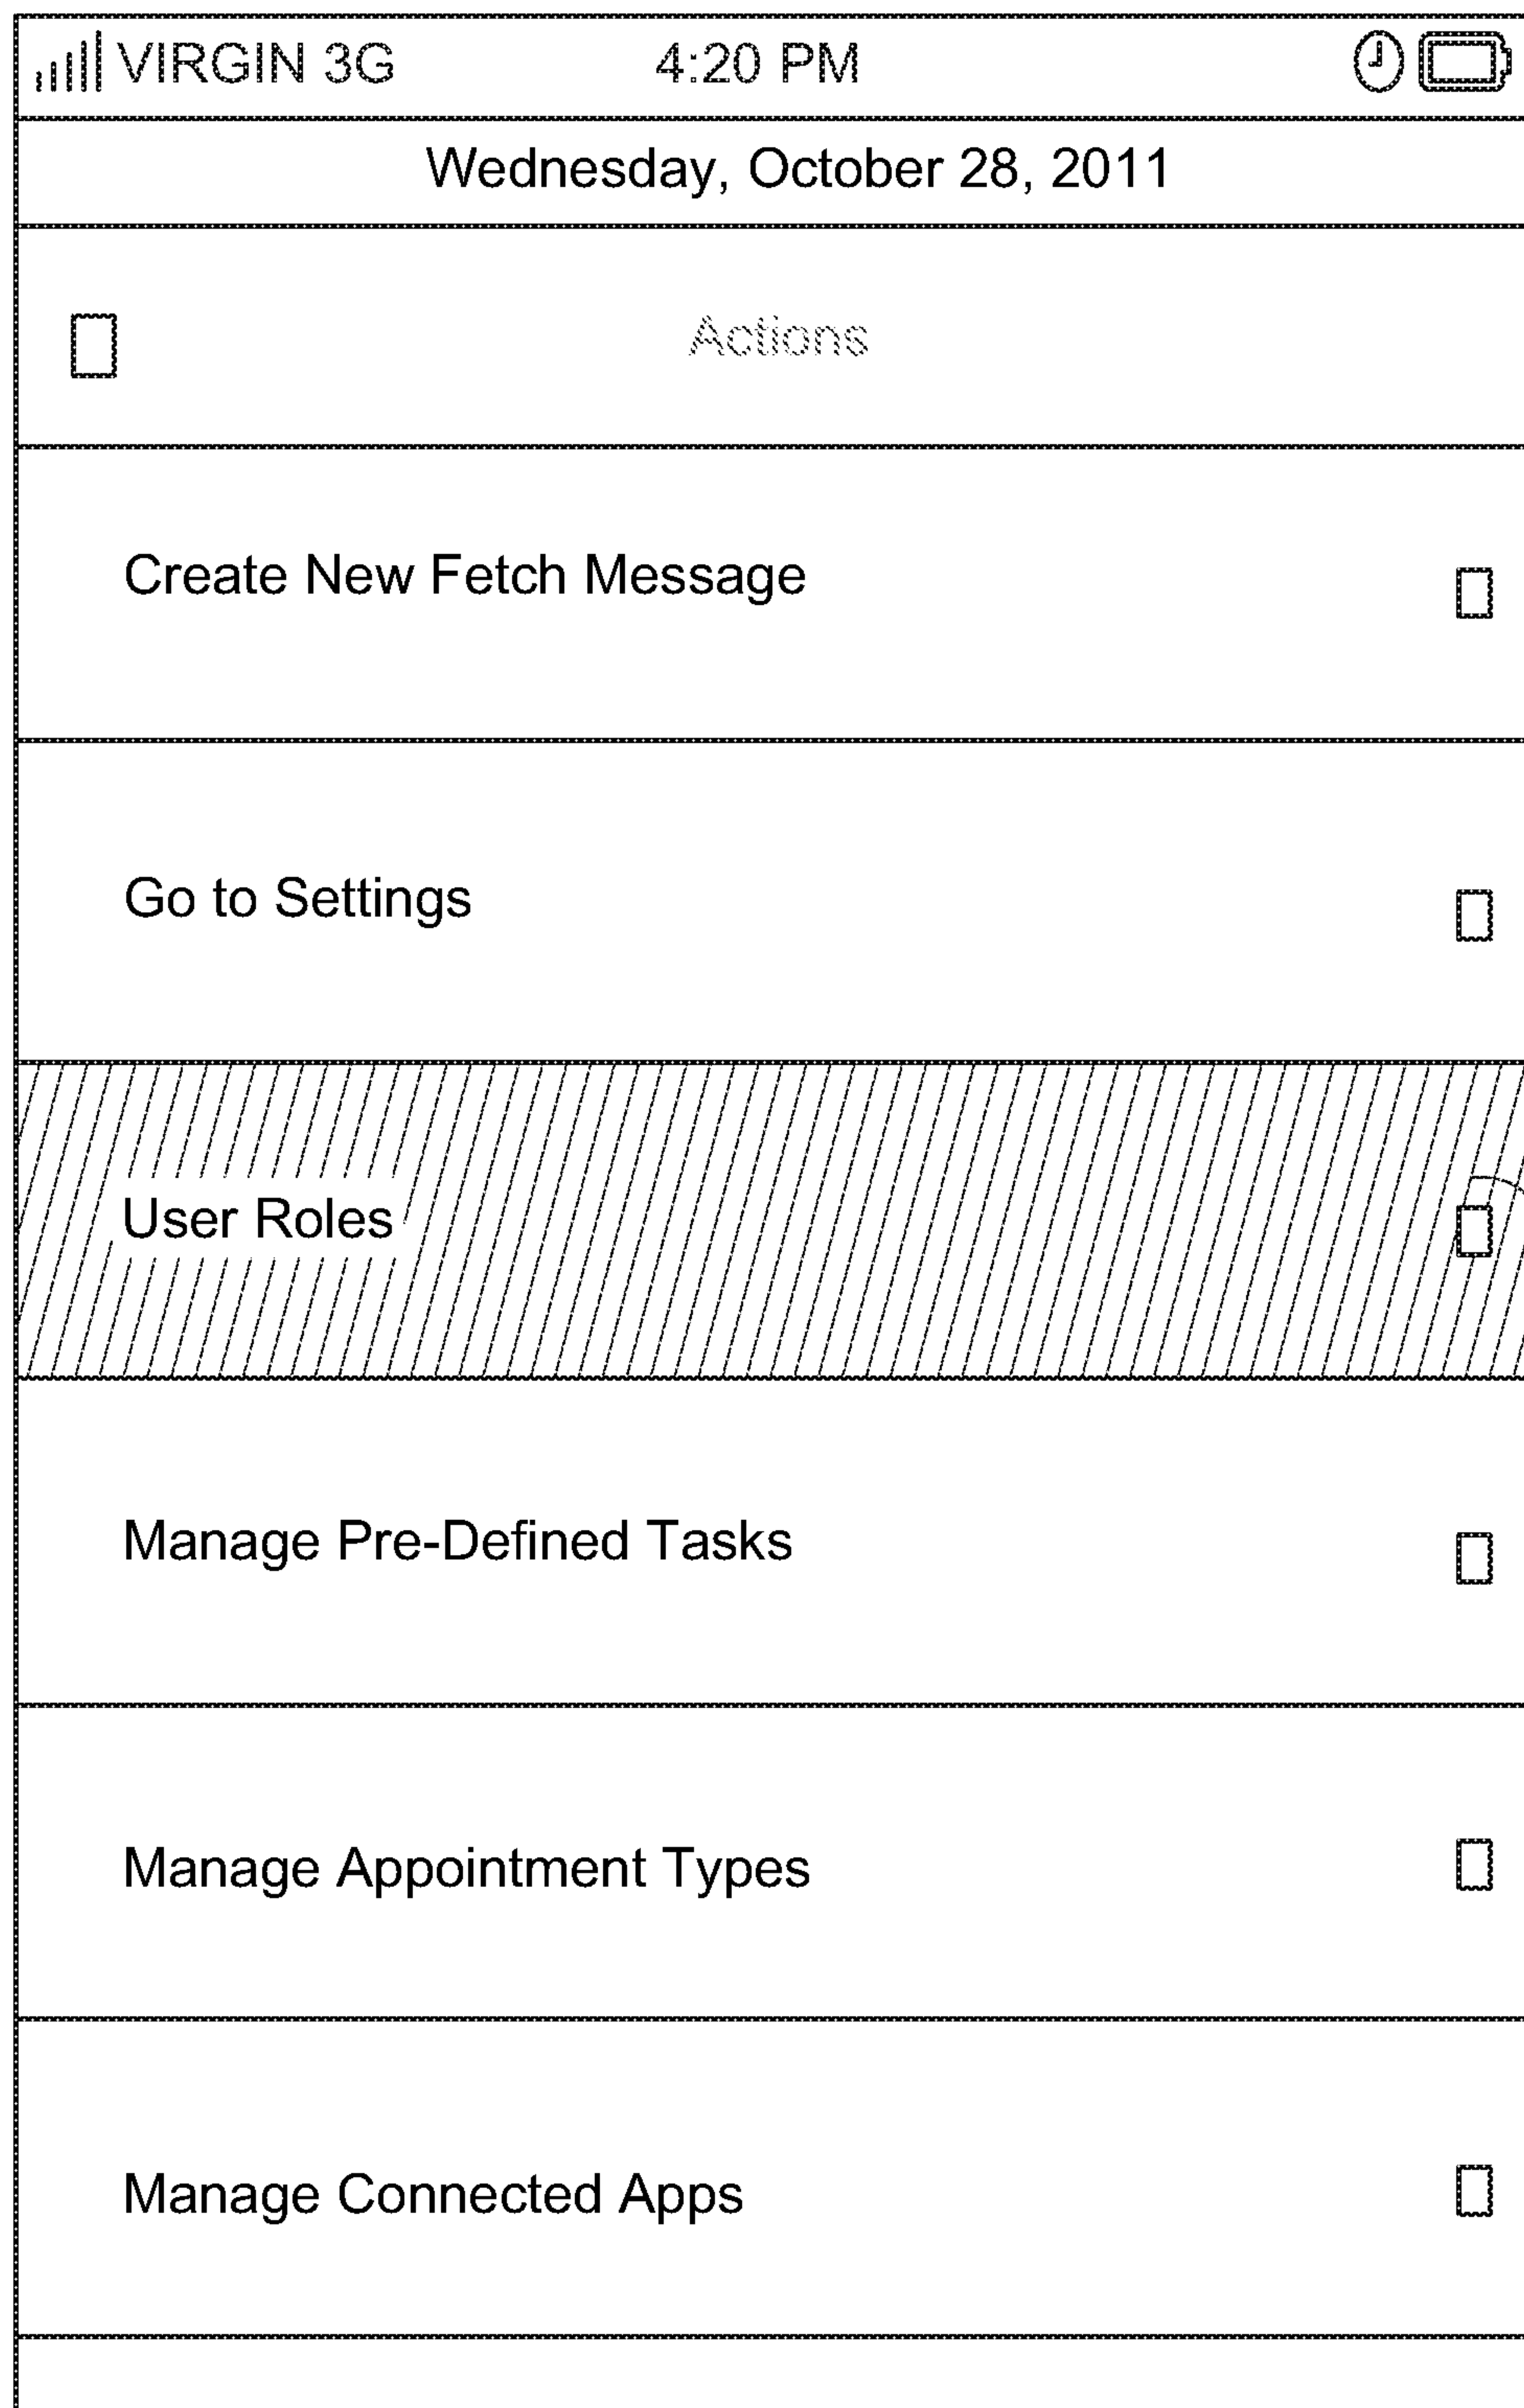 VIRGIN 3G 4:20 PM
Wednesday, October 28, 2011
Actions
Create New Fetch Message
Go to Settings
User Roles
Manage Pre-Defined Tasks
Manage Appointment Types
Manage Connected Apps